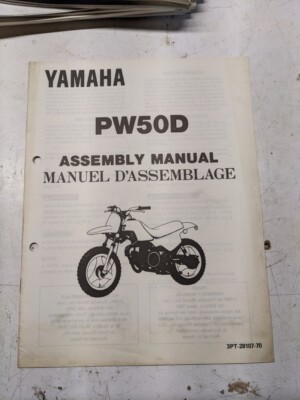 YAMAHA
PW50D
ASSEMBLY MANUAL
MANUEL D'ASSEMBLAGE
3PT-28107-70